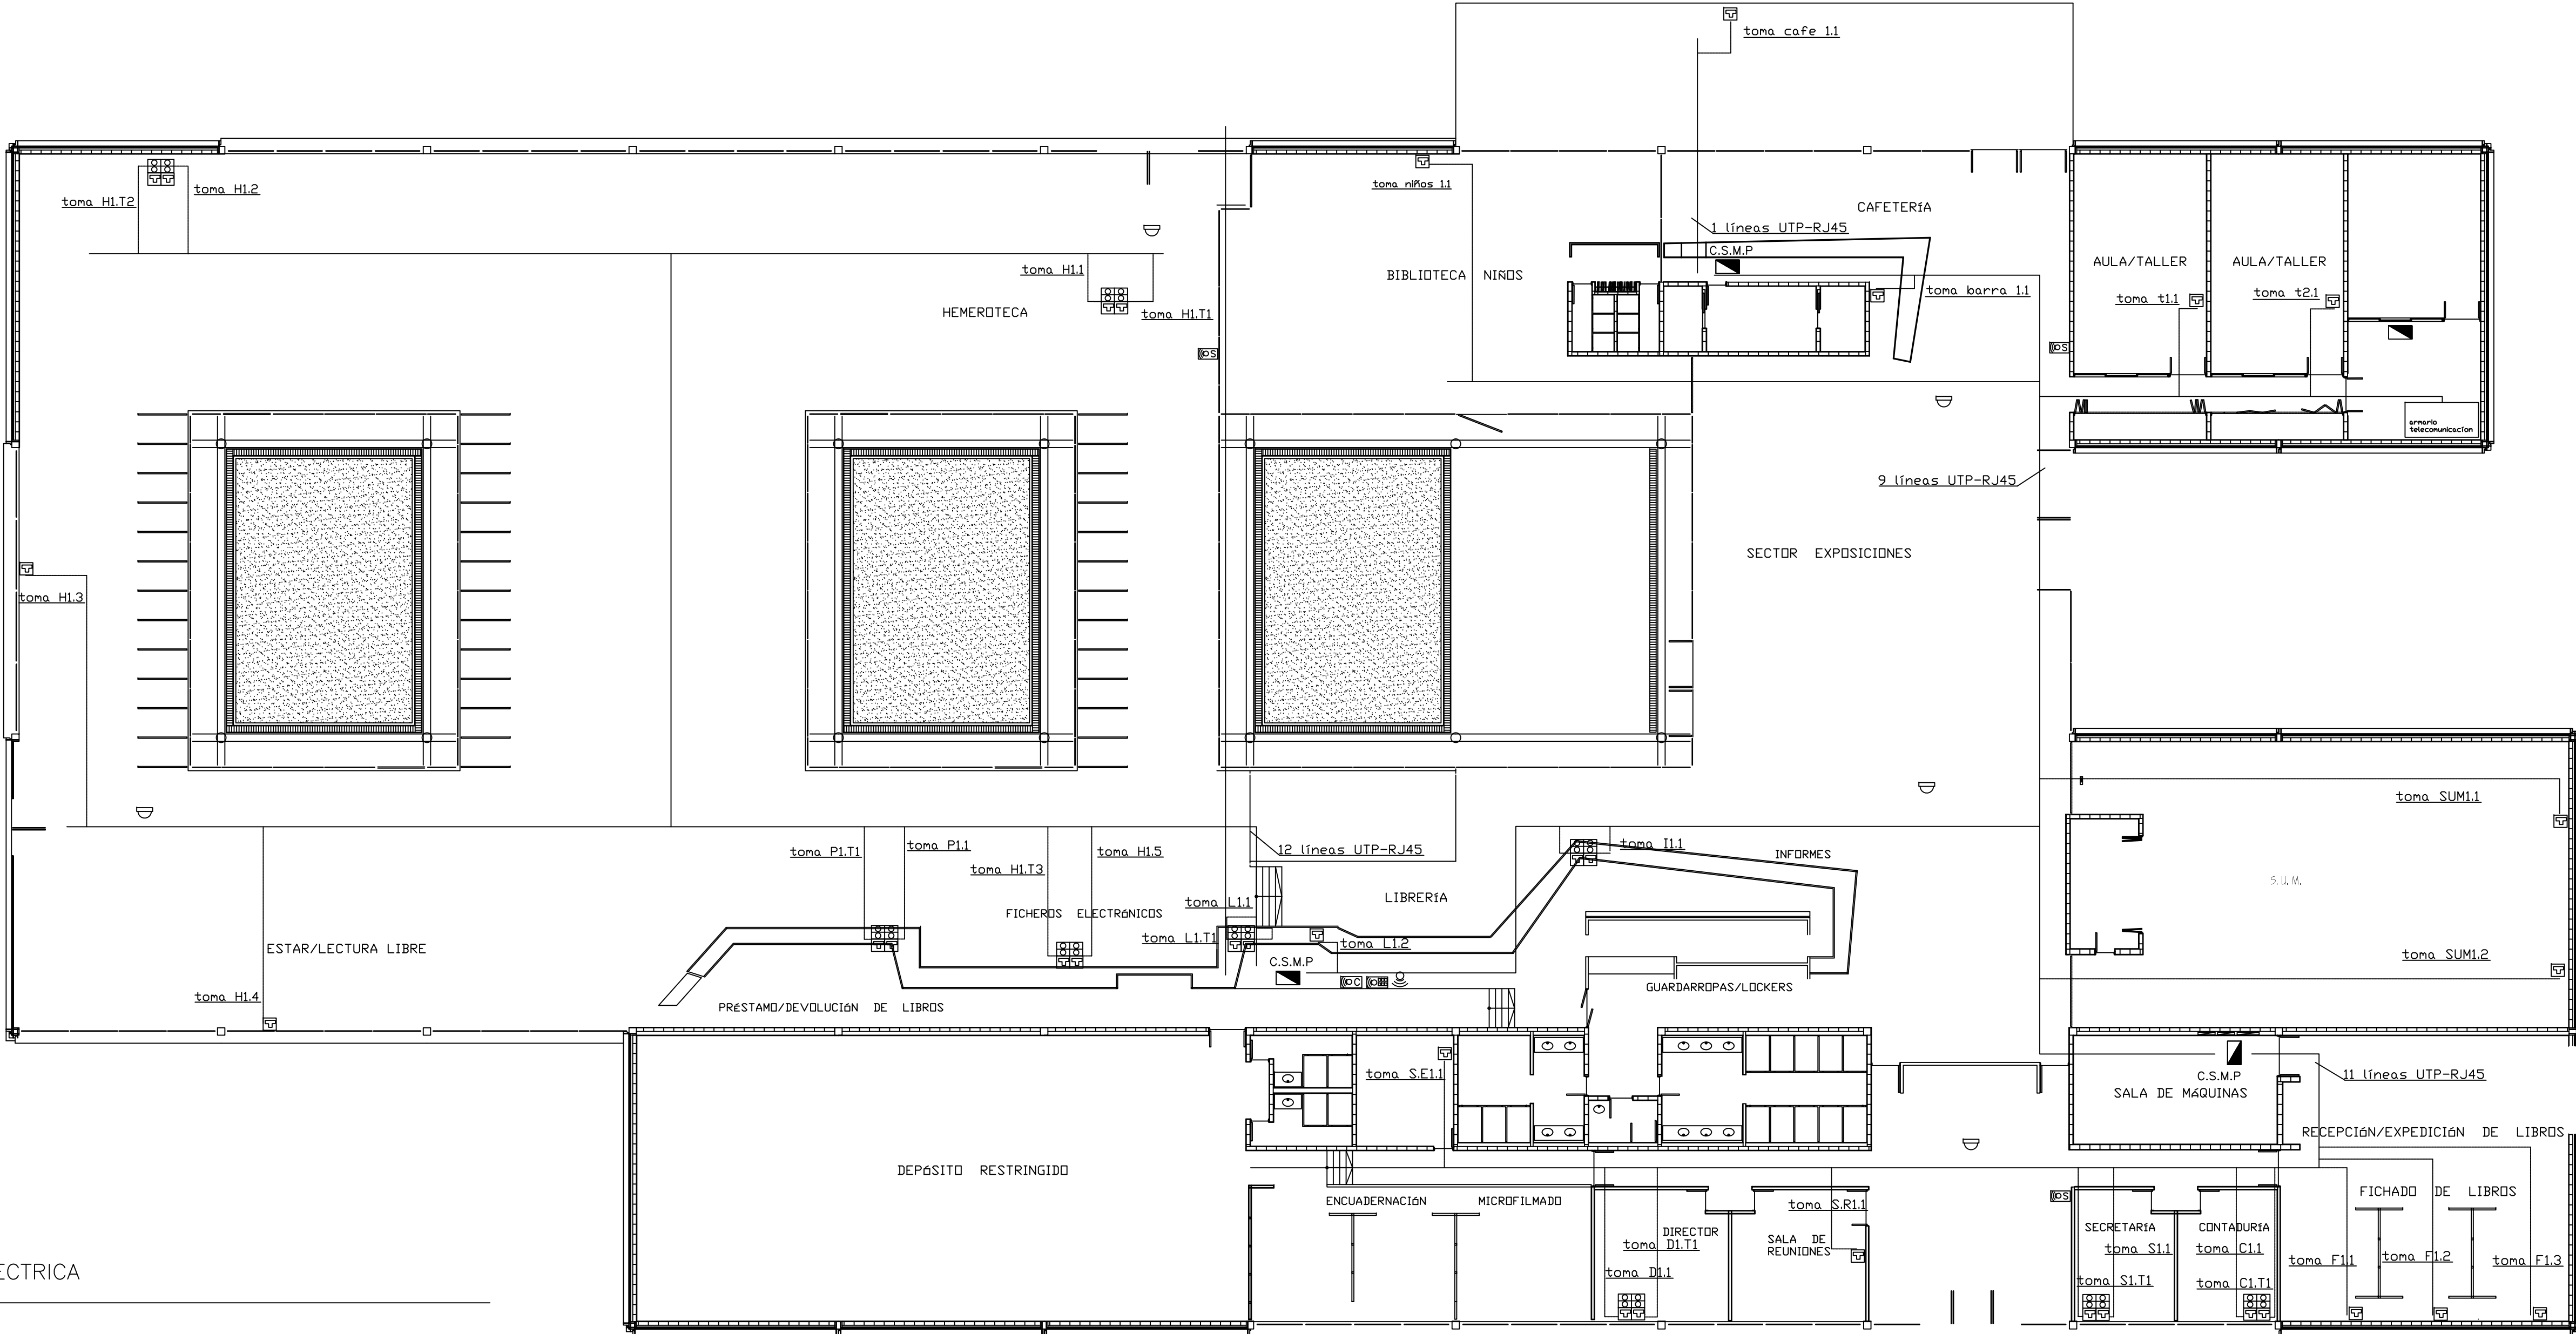 toma cafe 1.1
toma H1.2
toma H1.T2
toma niños 1.1
CAFETERíA
1 líneas UTP-RJ45
C.S.M.P
toma H1.1
BIBLIOTECA NIÑOS
AULA/TALLER
AULA/TALLER
toma barra 1.1
toma t1.1
toma t2.1
HEMEROTECA
toma H1.T1
S
S
armario
telecomunicacion
9 líneas UTP-RJ45
SECTOR EXPOSICIONES
toma H1.3
toma SUM1.1
toma P1.T1
toma P1.1
toma H1.5
12 líneas UTP-RJ45
toma I1.1
INFORMES
toma H1.T3
S.U.M.
LIBRERíA
toma L1.1
FICHEROS ELECTRóNICOS
toma L1.T1
toma L1.2
ESTAR/LECTURA LIBRE
toma SUM1.2
C.S.M.P
C
GUARDARROPAS/LOCKERS
toma H1.4
PRéSTAMO/DEVOLUCIóN DE LIBROS
toma S.E1.1
C.S.M.P
11 líneas UTP-RJ45
SALA DE MáQUINAS
RECEPCIóN/EXPEDICIóN DE LIBROS
DEPóSITO RESTRINGIDO
S
FICHADO DE LIBROS
ENCUADERNACIóN
MICROFILMADO
toma S.R1.1
DIRECTOR
SECRETARíA
CONTADURíA
SALA DE
REUNIONES
toma D1.T1
toma S1.1
toma C1.1
toma F1.1
toma F1.2
toma F1.3
toma D1.1
toma S1.T1
toma C1.T1
ECTRICA